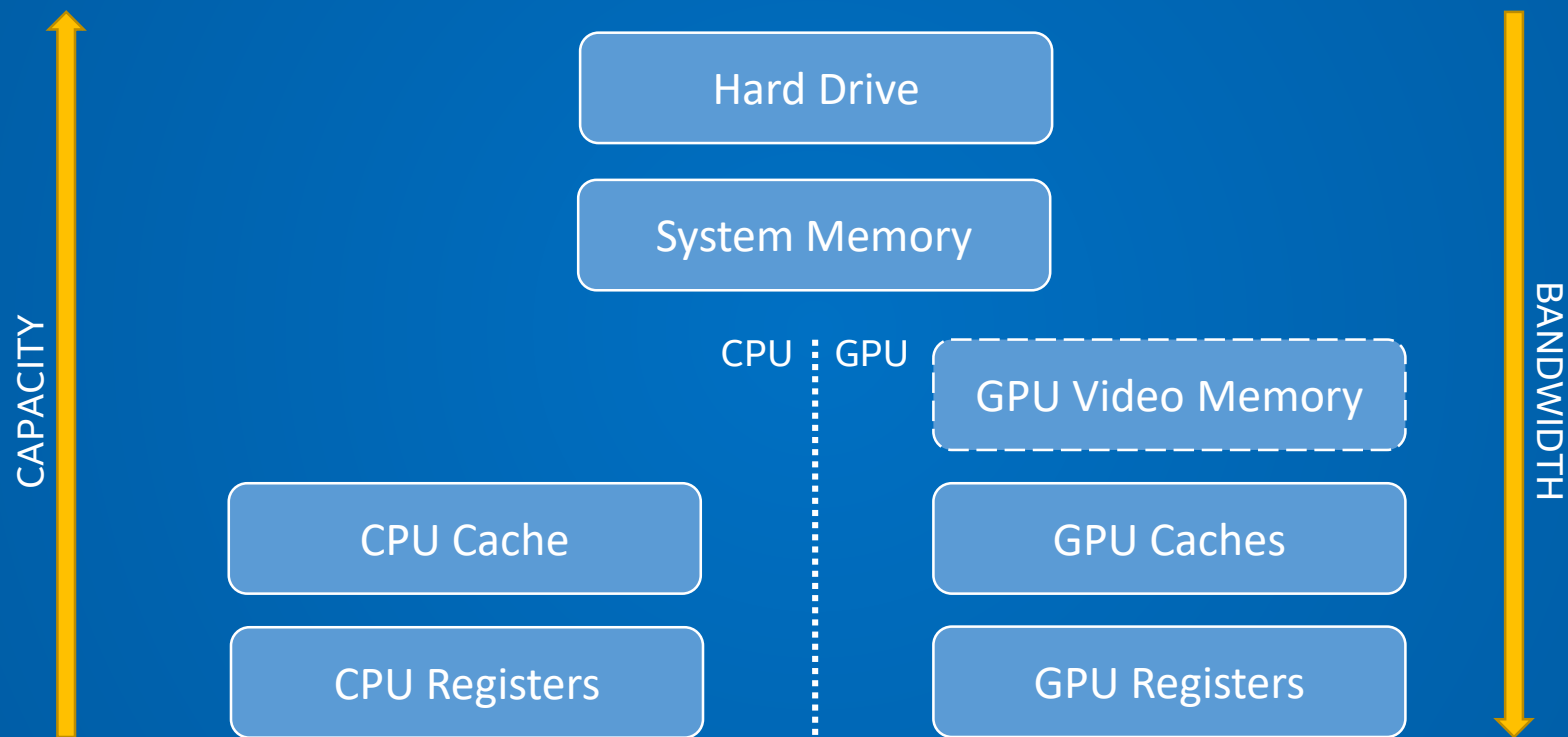 Hard Drive
System Memory
CAPACITY
BANDWIDTH
CPU GPU
GPU Video Memory
CPU Cache
GPU Caches
CPU Registers
GPU Registers